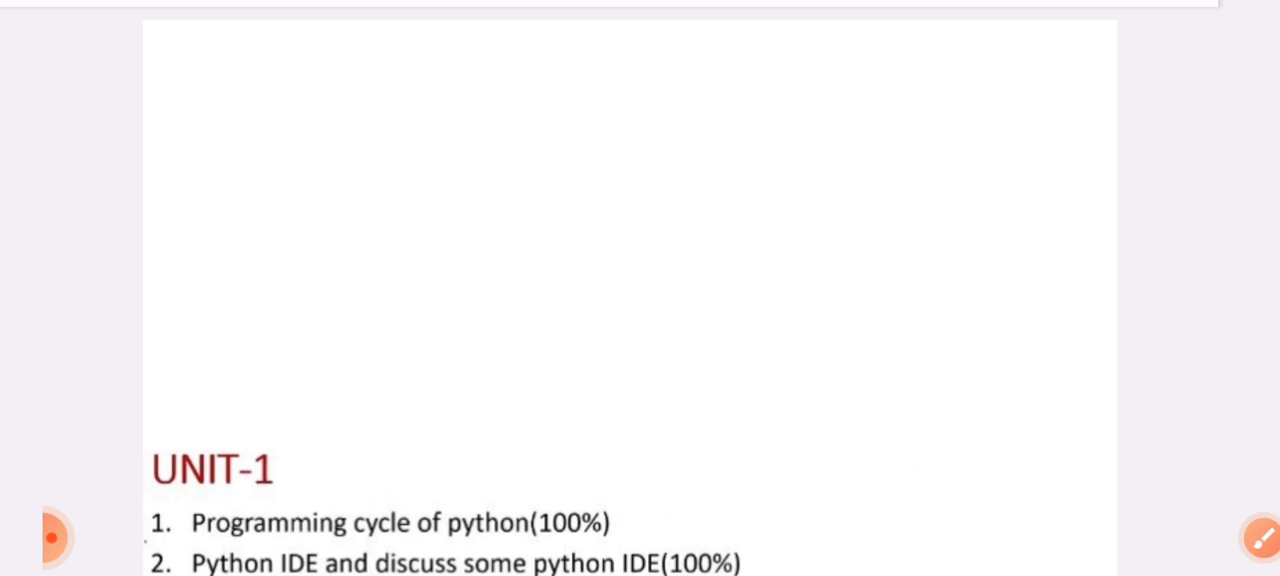 UNIT-1
1. Programming cycle of python(100%)
2. Python IDE and discuss some python IDE(100%)